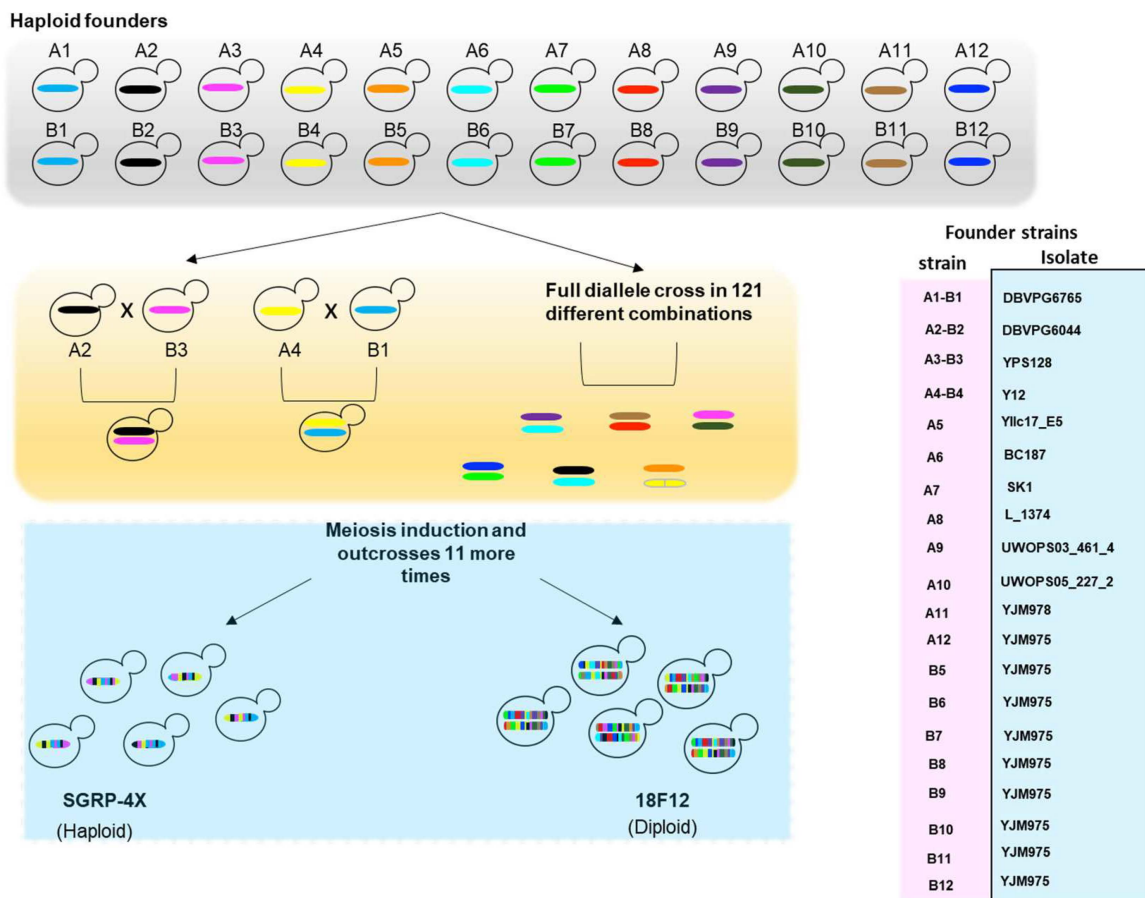 Haploid founders
A1 A2 A3 A4 A5 A6 A7 A8 A9 A10 A11 A12
B1 B2 B3 B4 B5 B6 B7 B8 B9 B10 B11 B12
X X
A2 B3 A4 B1
Full diallele cross in 121
different combinations
Meiosis induction and
outcrosses 11 more
times
SGRP-4X
(Haploid)
18F12
(Diploid)
Founder strains
strain Isolate
A1-B1 DBVPG6765
A2-B2 DBVPG6044
A3-B3 YPS128
A4-B4 Y12
A5 YIIc17_E5
A6 BC187
A7 SK1
A8 L_1374
A9 UWOPS03_461_4
A10 UWOPS05_227_2
A11 YJM978
A12 YJM975
B5 YJM975
B6 YJM975
B7 YJM975
B8 YJM975
B9 YJM975
B10 YJM975
B11 YJM975
B12 YJM975